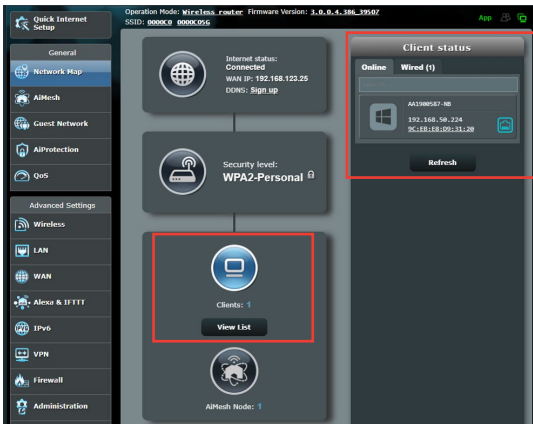 Quick Internet
Setup
Operation Mode: Wireless router Firmware Version: 3.0.0.4.386_39507
SSID: 0000C0 0000C05G
App
General
Network Map
AiMesh
Guest Network
AiProtection
QoS
Advanced Settings
Wireless
LAN
WAN
Alexa & IFTTT
IPv6
VPN
Firewall
Administration
Internet status:
Connected
WAN IP: 192.168.123.25
DDNS: Sign up
Security level:
WPA2-Personal
Clients: 1
View List
AiMesh Node: 1
Client status
Online Wired (1)
AA1900587-NB
192.168.50.224
9C:E8:E8:D9:31:20
Refresh